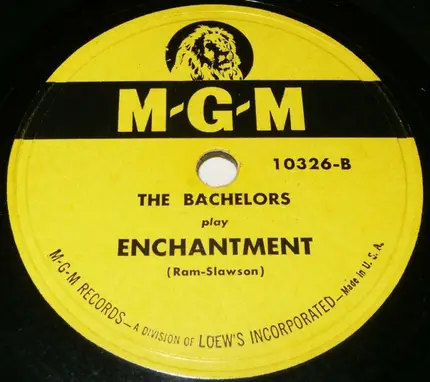 M-G-M
10326-B
THE BACHELORS
play
ENCHANTMENT
(Ram-Slawson)
M-G-M RECORDS—A DIVISION OF LOEW'S INCORPORATED—Made in U. S. A.